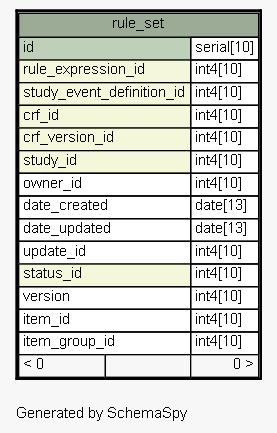 rule_set
id serial[10]
rule_expression_id int4[10]
study_event_definition_id int4[10]
crf_id int4[10]
crf_version_id int4[10]
study_id int4[10]
owner_id int4[10]
date_created date[13]
date_updated date[13]
update_id int4[10]
status_id int4[10]
version int4[10]
item_id int4[10]
item_group_id int4[10]
< 0 0 >
Generated by SchemaSpy